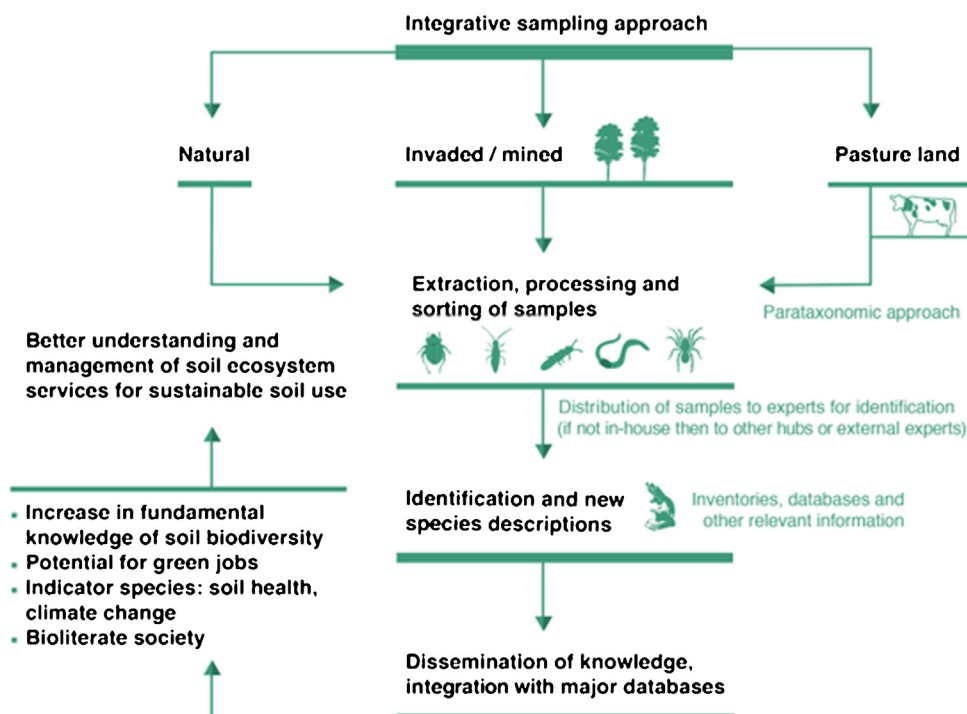 Integrative sampling approach
Natural
Invaded / mined
Pasture land
Extraction, processing and
sorting of samples
Parataxonomic approach
Better understanding and
management of soil ecosystem
services for sustainable soil use
Distribution of samples to experts for identification
(if not in-house then to other hubs or external experts)
Identification and new
species descriptions
Inventories, databases and
other relevant information
Increase in fundamental
knowledge of soil biodiversity
Potential for green jobs
Indicator species: soil health,
climate change
Bioliterate society
Dissemination of knowledge,
integration with major databases